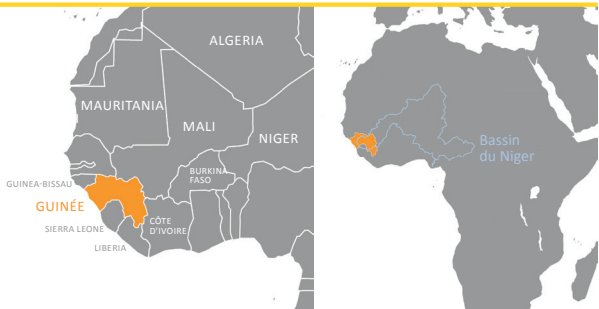 ALGERIA
MAURITANIA
MALI
NIGER
BURKINA
FASO
GUINEA-BISSAU
GUINÉE
CÔTE
D'IVOIRE
SIERRA LEONE
LIBERIA
Bassin
du Niger